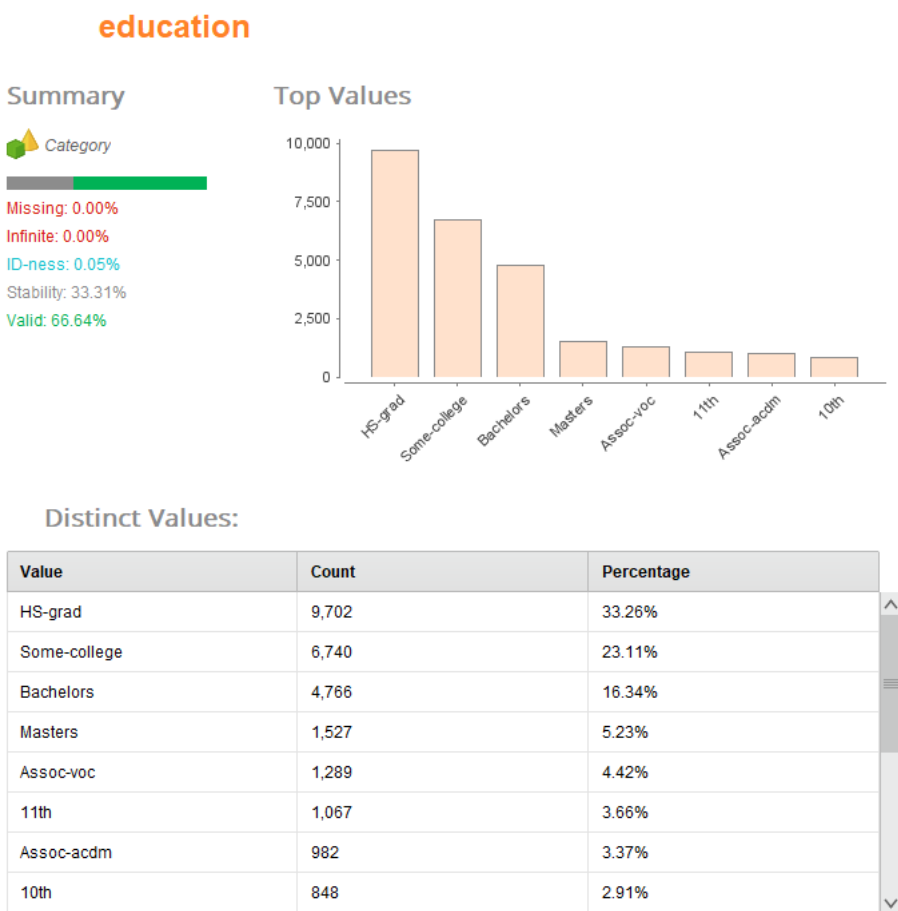 education
Summary
Top Values
Category
Missing: 0.00%
Infinite: 0.00%
ID-ness: 0.05%
Stability: 33.31%
Valid: 66.64%
10,000
7,500
5,000
2,500
0
HS-grad
Some-college
Bachelors
Masters
Assoc-voc
11th
Assoc-acdm
10th
Distinct Values:
Value Count Percentage
HS-grad 9,702 33.26%
Some-college 6,740 23.11%
Bachelors 4,766 16.34%
Masters 1,527 5.23%
Assoc-voc 1,289 4.42%
11th 1,067 3.66%
Assoc-acdm 982 3.37%
10th 848 2.91%